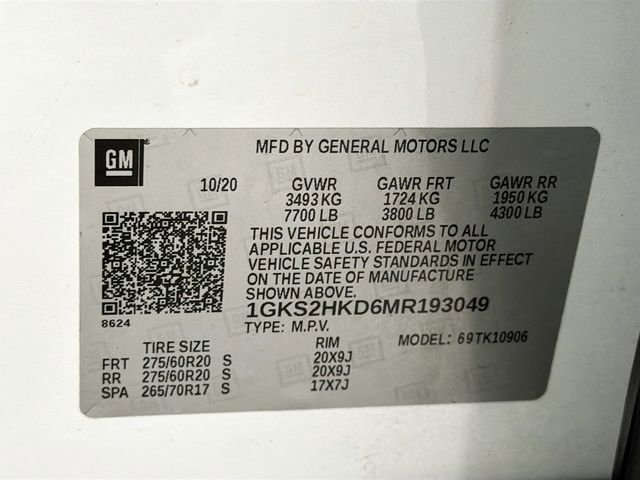 GM
MFD BY GENERAL MOTORS LLC
10/20 GVWR GAWR FRT GAWR RR
3493 KG 1724 KG 1950 KG
7700 LB 3800 LB 4300 LB
THIS VEHICLE CONFORMS TO ALL
APPLICABLE U.S. FEDERAL MOTOR
VEHICLE SAFETY STANDARDS IN EFFECT
ON THE DATE OF MANUFACTURE
SHOWN ABOVE.
1GKS2HKD6MR193049
8624
TYPE: M.P.V. MODEL: 69TK10906
TIRE SIZE RIM
FRT 275/60R20 S 20X9J
RR 275/60R20 S 20X9J
SPA 265/70R17 S 17X7J